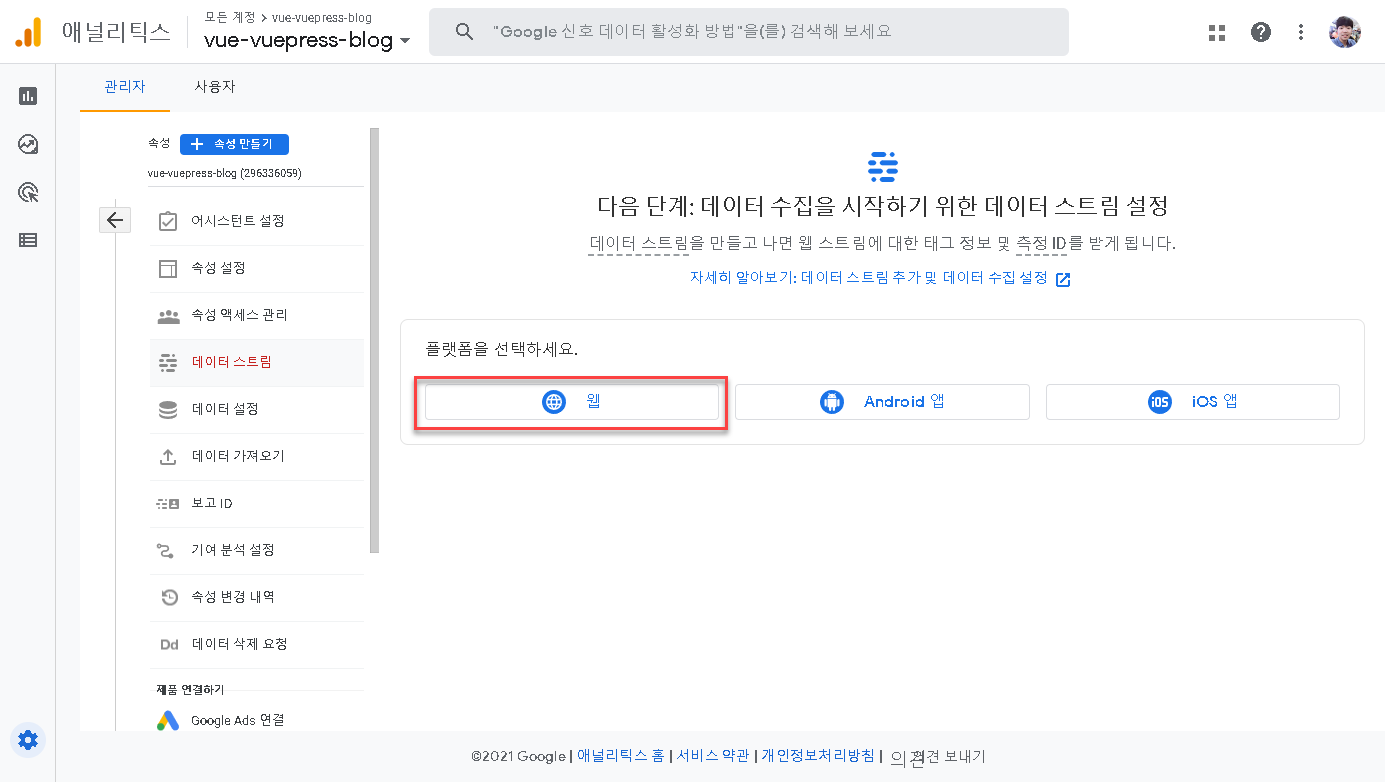 애널리틱스
모든 계정 > vue-vuepress-blog
vue-vuepress-blog
"Google 신호 데이터 활성화 방법"을(를) 검색해 보세요
관리자
사용자
속성
속성 만들기
vue-vuepress-blog (296336059)
어시스턴트 설정
속성 설정
속성 액세스 관리
데이터 스트림
데이터 설정
데이터 가져오기
보고 ID
기여 분석 설정
속성 변경 내역
Dd 데이터 삭제 요청
제품 연결하기
Google Ads 연결
다음 단계: 데이터 수집을 시작하기 위한 데이터 스트림 설정
데이터 스트림을 만들고 나면 웹 스트림에 대한 태그 정보 및 측정 ID를 받게 됩니다.
자세히 알아보기: 데이터 스트림 추가 및 데이터 수집 설정
플랫폼을 선택하세요.
웹
Android 앱
iOS iOS 앱
©2021 Google | 애널리틱스 홈 | 서비스 약관 | 개인정보처리방침 | 의견 보내기